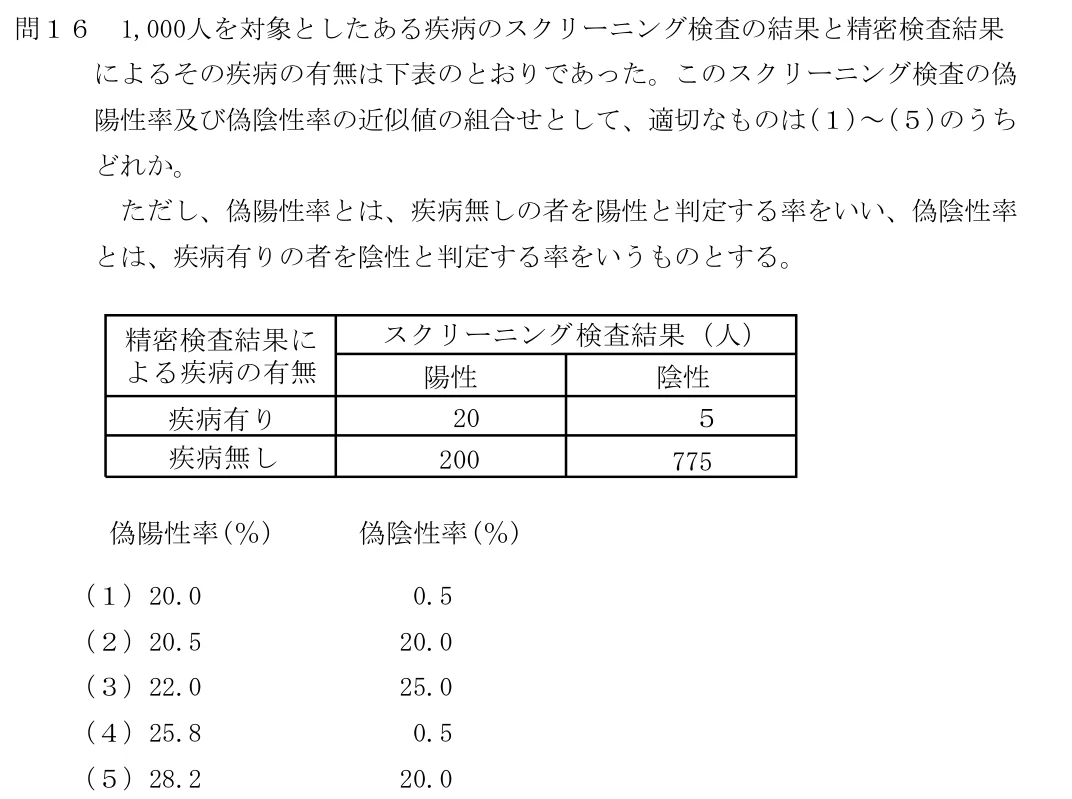 問１６　1,000人を対象としたある疾病のスクリーニング検査の結果と精密検査結果
によるその疾病の有無は下表のとおりであった。このスクリーニング検査の偽
陽性率及び偽陰性率の近似値の組合せとして、適切なものは(１)～(５)のうち
どれか。
ただし、偽陽性率とは、疾病無しの者を陽性と判定する率をいい、偽陰性率
とは、疾病有りの者を陰性と判定する率をいうものとする。
精密検査結果に
よる疾病の有無
スクリーニング検査結果（人）
陽性　陰性
疾病有り　20　５
疾病無し　200　775
偽陽性率(％)　偽陰性率(％)
(１) 20.0　0.5
(２) 20.5　20.0
(３) 22.0　25.0
(４) 25.8　0.5
(５) 28.2　20.0